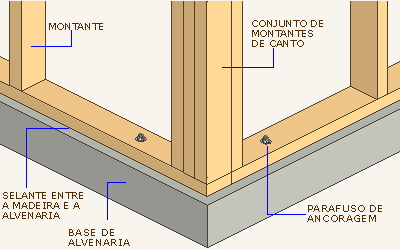 MONTANTE
CONJUNTO DE
MONTANTES
DE CANTO
SELANTE ENTRE
A MADEIRA E A
ALVENARIA
BASE DE
ALVENARIA
PARAFUSO DE
ANCORAGEM